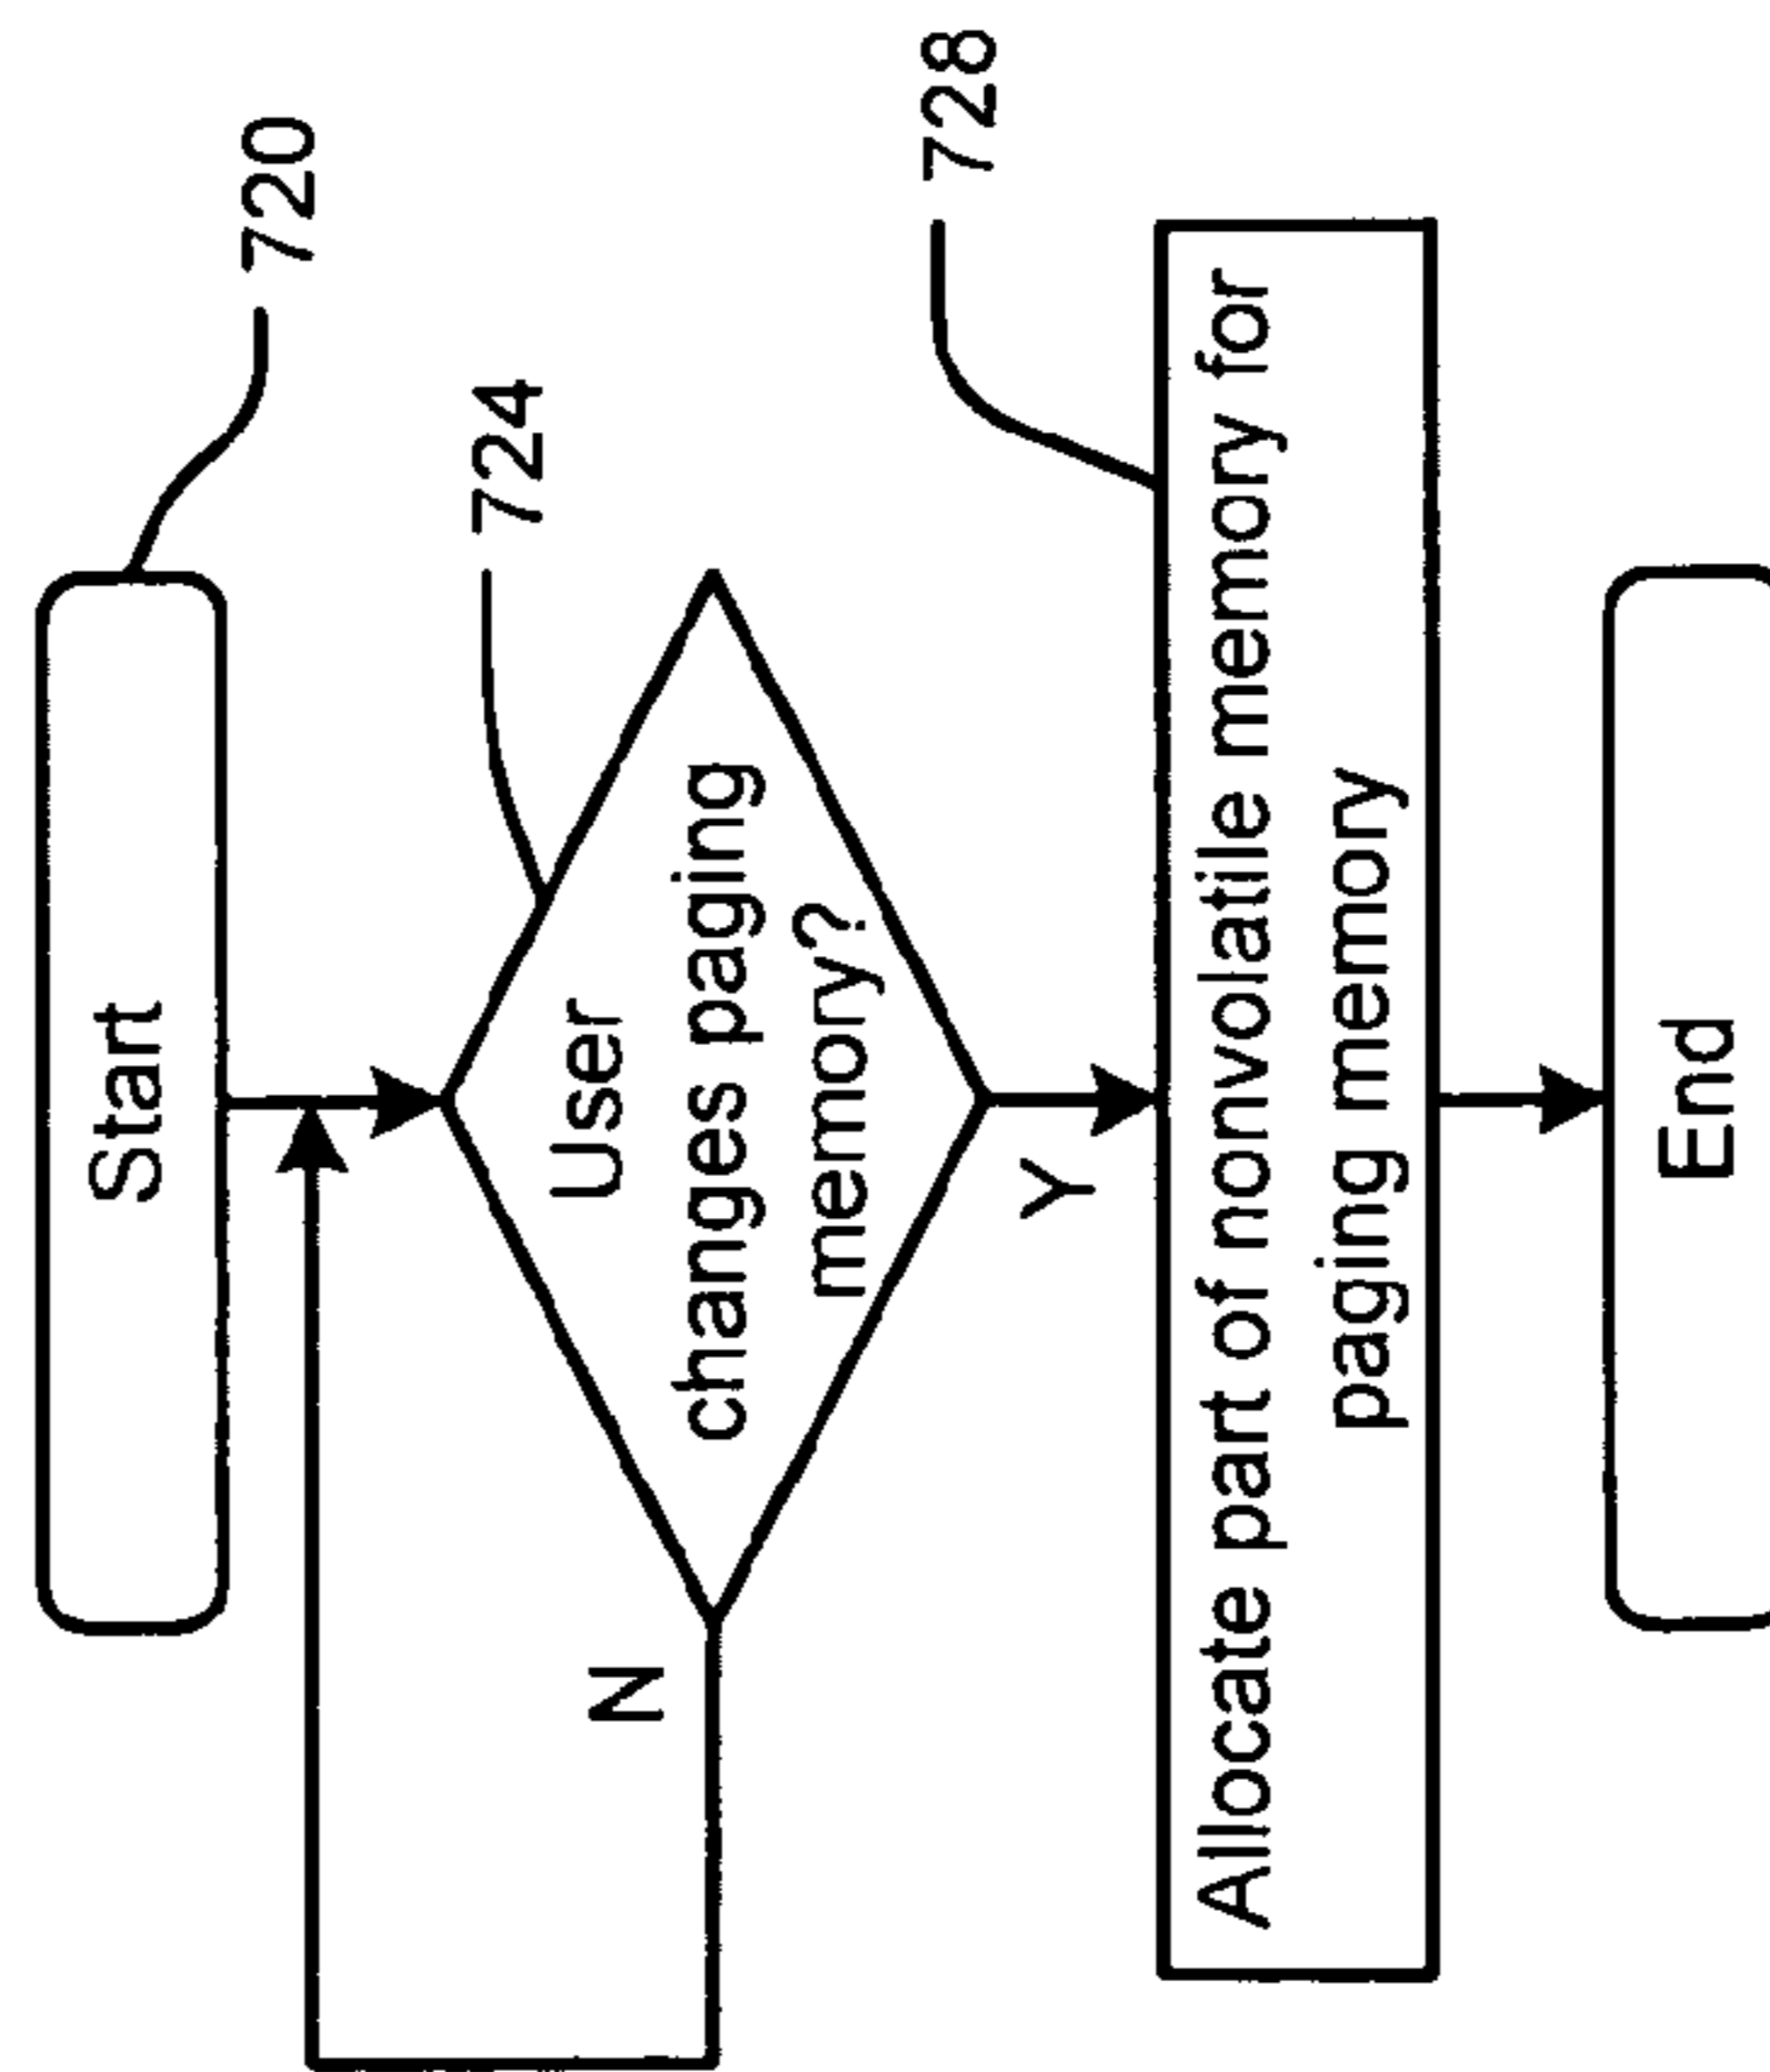 Start
720
724
User
changes paging
memory?
N
Y
728
Allocate part of nonvolatile memory for
paging memory
End